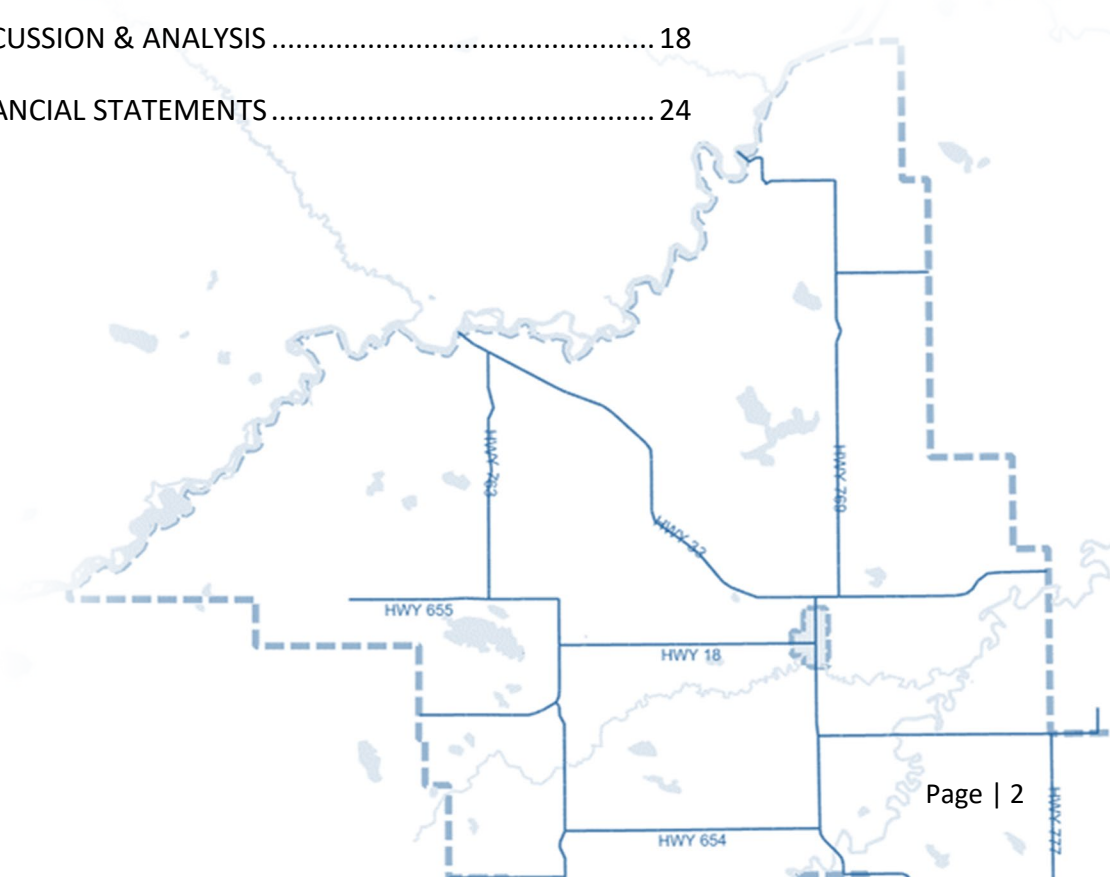 CUSSION & ANALYSIS ................................................ 18
ANCIAL STATEMENTS ................................................ 24
HWY 763
HWY 769
HWY 33
HWY 655
HWY 18
HWY 654
HWY 777
Page | 2